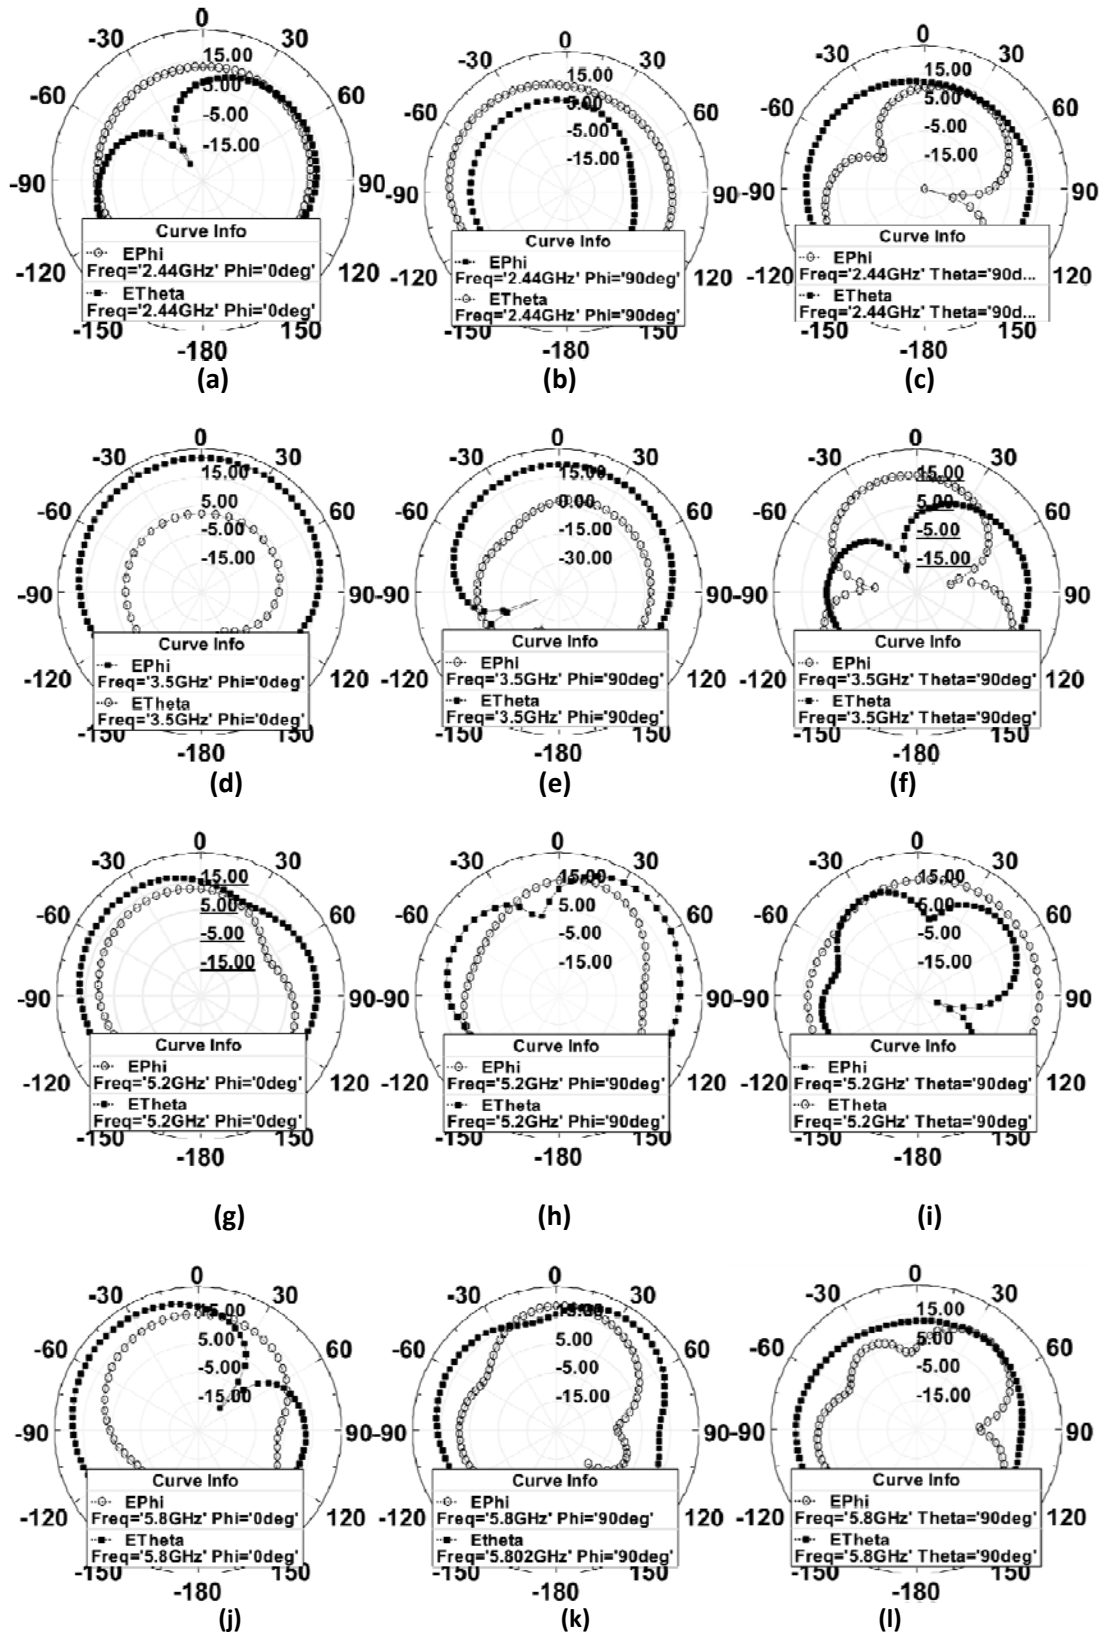 0
-30 30
15.00
5.00
-5.00
-15.00
-60 60
-90 90
-120 120
Curve Info
EPhi
Freq='2.44GHz' Phi='0deg'
ETheta
Freq='2.44GHz' Phi='0deg'
-150 150
-180
(a)
0
-30 30
15.00
5.00
-5.00
-15.00
-60 60
-90 90
-120 120
Curve Info
EPhi
Freq='2.44GHz' Phi='90deg'
ETheta
Freq='2.44GHz' Phi='90deg'
-150 150
-180
(b)
0
-30 30
15.00
5.00
-5.00
-15.00
-60 60
-90 90
-120 120
Curve Info
EPhi
Freq='2.44GHz' Theta='90d...
ETheta
Freq='2.44GHz' Theta='90d...
-150 150
-180
(c)
0
-30 30
15.00
5.00
-5.00
-15.00
-60 60
-90 90
-120 120
Curve Info
EPhi
Freq='3.5GHz' Phi='0deg'
ETheta
Freq='3.5GHz' Phi='0deg'
-150 150
-180
(d)
0
-30 30
15.00
0.00
-15.00
-30.00
-60 60
-90 90
-120 120
Curve Info
EPhi
Freq='3.5GHz' Phi='90deg'
ETheta
Freq='3.5GHz' Phi='90deg'
-150 150
-180
(e)
0
-30 30
15.00
5.00
-5.00
-15.00
-60 60
-90 90
-120 120
Curve Info
EPhi
Freq='3.5GHz' Theta='90deg'
ETheta
Freq='3.5GHz' Theta='90deg'
-150 150
-180
(f)
0
-30 30
15.00
5.00
-5.00
-15.00
-60 60
-90 90
-120 120
Curve Info
EPhi
Freq='5.2GHz' Phi='0deg'
ETheta
Freq='5.2GHz' Phi='0deg'
-150 150
-180
(g)
0
-30 30
15.00
5.00
-5.00
-15.00
-60 60
-90 90
-120 120
Curve Info
EPhi
Freq='5.2GHz' Phi='90deg'
ETheta
Freq='5.2GHz' Phi='90deg'
-150 150
-180
(h)
0
-30 30
15.00
5.00
-5.00
-15.00
-60 60
-90 90
-120 120
Curve Info
EPhi
Freq='5.2GHz' Theta='90deg'
ETheta
Freq='5.2GHz' Theta='90deg'
-150 150
-180
(i)
0
-30 30
5.00
-5.00
-15.00
-60 60
-90 90
-120 120
Curve Info
EPhi
Freq='5.8GHz' Phi='0deg'
ETheta
Freq='5.8GHz' Phi='0deg'
-150 150
-180
(j)
0
-30 30
5.00
-5.00
-15.00
-60 60
-90 90
-120 120
Curve Info
EPhi
Freq='5.8GHz' Phi='90deg'
Etheta
Freq='5.802GHz' Phi='90deg'
-150 150
-180
(k)
0
-30 30
15.00
5.00
-5.00
-15.00
-60 60
-90 90
-120 120
Curve Info
EPhi
Freq='5.8GHz' Theta='90deg'
ETheta
Freq='5.8GHz' Theta='90deg'
-150 150
-180
(l)